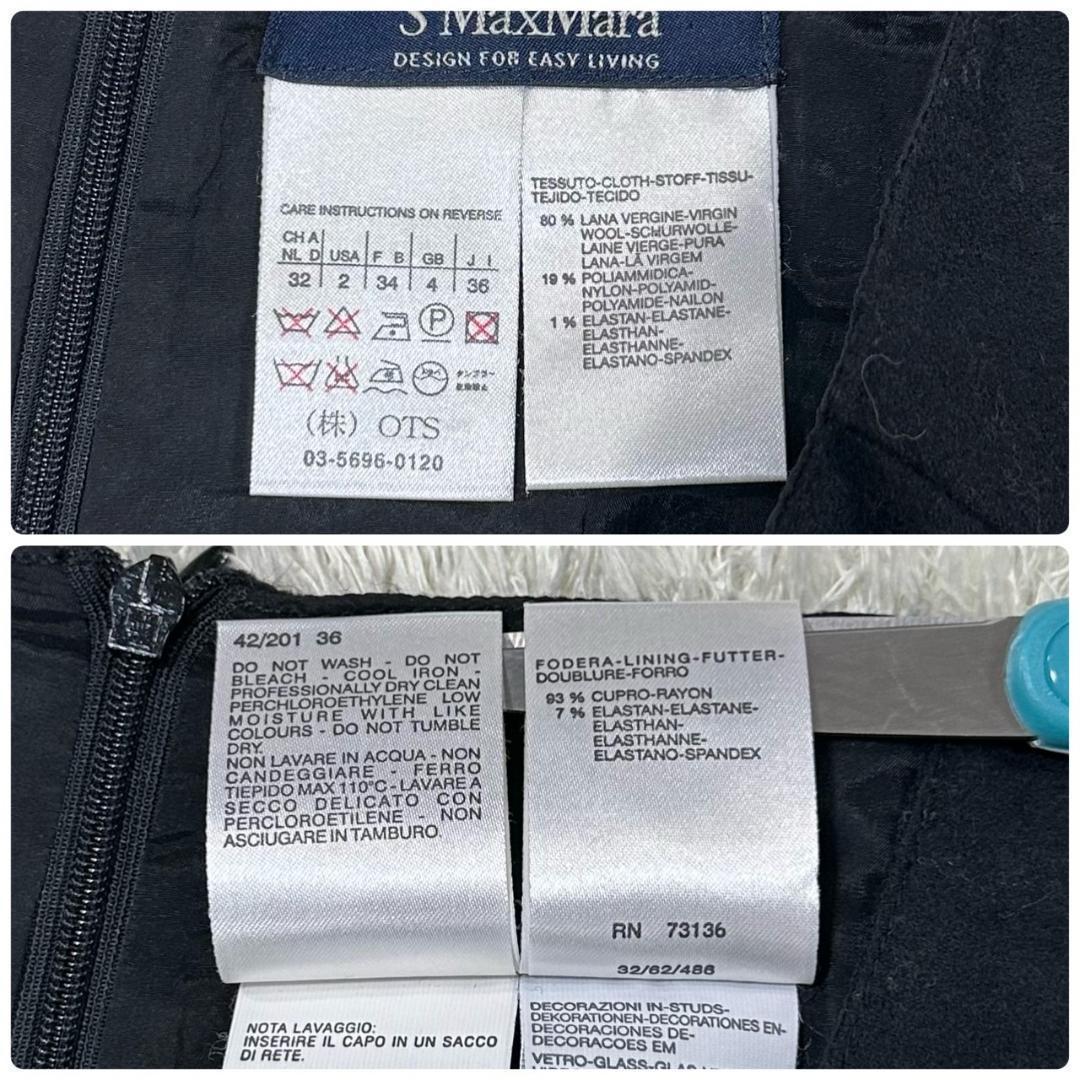 S MaxMara
DESIGN FOR EASY LIVING
CARE INSTRUCTIONS ON REVERSE
CH A
NL D USA F B GB J I
32 2 34 4 36
P
(株) OTS
03-5696-0120
TESSUTO-CLOTH-STOFF-TISSU-
TEJIDO-TECIDO
80 % LANA VERGINE-VIRGIN
WOOL-SCHURWOLLE-
LAINE VIERGE-PURA
LANA-LÃ VIRGEM
19 % POLIAMMIDICA-
NYLON-POLYAMID-
POLYAMIDE-NAILON
1 % ELASTAN-ELASTANE-
ELASTHAN-
ELASTHANNE-
ELASTANO-SPANDEX
42/201 36
DO NOT WASH - DO NOT
BLEACH - COOL IRON -
PROFESSIONALLY DRY CLEAN
PERCHLOROETHYLENE LOW
MOISTURE WITH LIKE
COLOURS - DO NOT TUMBLE
DRY.
NON LAVARE IN ACQUA - NON
CANDEGGIARE - FERRO
TIEPIDO MAX 110°C - LAVARE A
SECCO DELICATO CON
PERCLOROETILENE - NON
ASCIUGARE IN TAMBURO.
FODERA-LINING-FUTTER-
DOUBLURE-FORRO
93 % CUPRO-RAYON
7 % ELASTAN-ELASTANE-
ELASTHAN-
ELASTHANNE-
ELASTANO-SPANDEX
RN 73136
32/62/486
NOTA LAVAGGIO:
INSERIRE IL CAPO IN UN SACCO
DI RETE.
DECORAZIONI IN-STUDS-
DEKORATIONEN-DECORATIONES EN-
DECORACIONES DE-
DECORACOES EM
VETRO-GLASS-GLAS